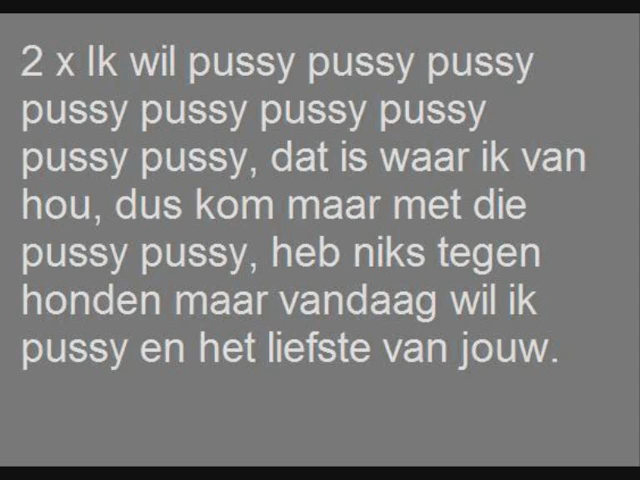 2 x Ik wil pussy pussy pussy
pussy pussy pussy pussy
pussy pussy, dat is waar ik van
hou, dus kom maar met die
pussy pussy, heb niks tegen
honden maar vandaag wil ik
pussy en het liefste van jouw.